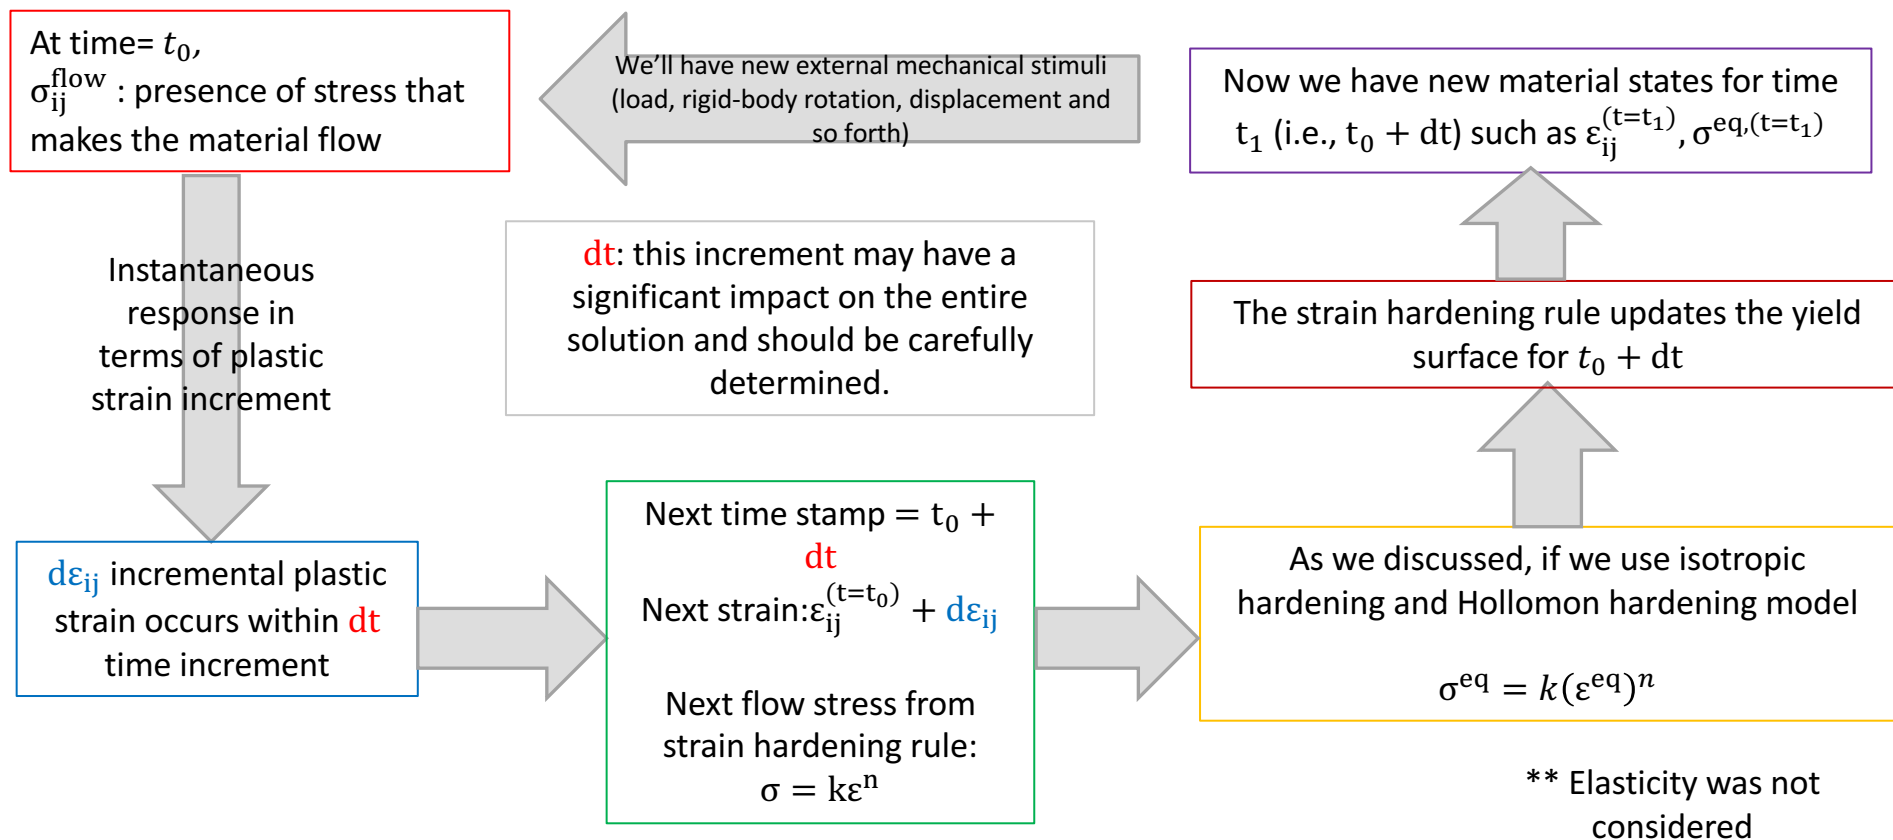 At time= t₀,
σᵢⱼ^flow : presence of stress that
makes the material flow
We'll have new external mechanical stimuli
(load, rigid-body rotation, displacement and
so forth)
Now we have new material states for time
t₁ (i.e., t₀ + dt) such as εᵢⱼ^(t=t₁), σ^eq,(t=t₁)
Instantaneous
response in
terms of plastic
strain increment
dt: this increment may have a
significant impact on the entire
solution and should be carefully
determined.
The strain hardening rule updates the yield
surface for t₀ + dt
dεᵢⱼ incremental plastic
strain occurs within dt
time increment
Next time stamp = t₀ +
dt
Next strain:εᵢⱼ^(t=t₀) + dεᵢⱼ
Next flow stress from
strain hardening rule:
σ = kεⁿ
As we discussed, if we use isotropic
hardening and Hollomon hardening model
σ^eq = k(ε^eq)ⁿ
** Elasticity was not
considered